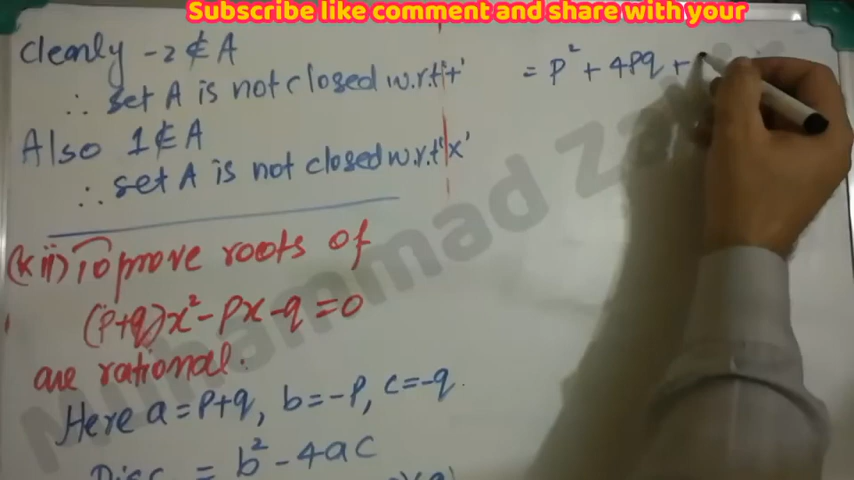 Subscribe like comment and share with your
Clearly -2 ∉ A
∴ set A is not closed w.r.t '+'
Also 1 ∉ A
∴ set A is not closed w.r.t 'x'
(xii) To prove roots of
(P+q)x² - Px - q = 0
are rational.
Here a = P+q, b = -P, c = -q.
Disc = b² - 4ac
= P² + 4Pq +
Muhammad